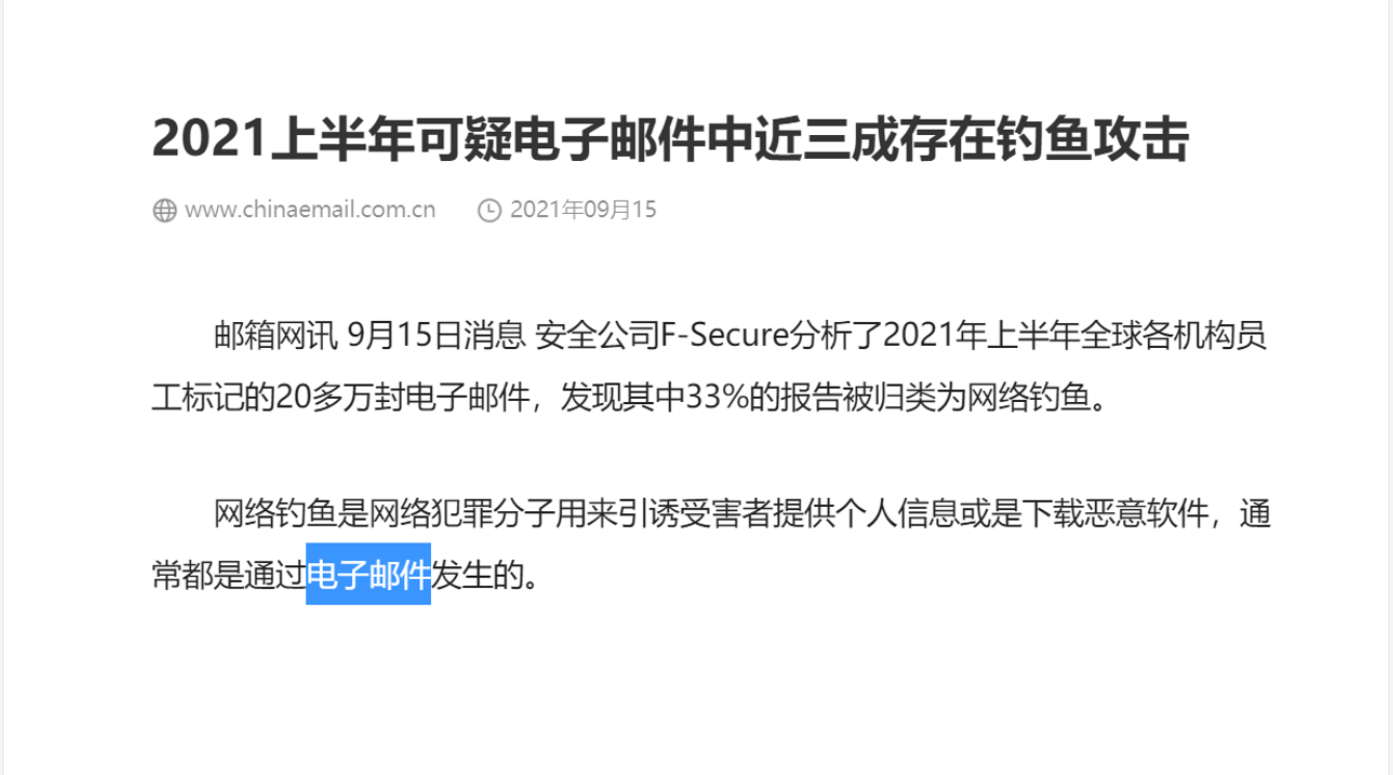 2021上半年可疑电子邮件中近三成存在钓鱼攻击
www.chinaemail.com.cn 2021年09月15
邮箱网讯 9月15日消息 安全公司F-Secure分析了2021年上半年全球各机构员
工标记的20多万封电子邮件，发现其中33%的报告被归类为网络钓鱼。
网络钓鱼是网络犯罪分子用来引诱受害者提供个人信息或是下载恶意软件，通
常都是通过电子邮件发生的。